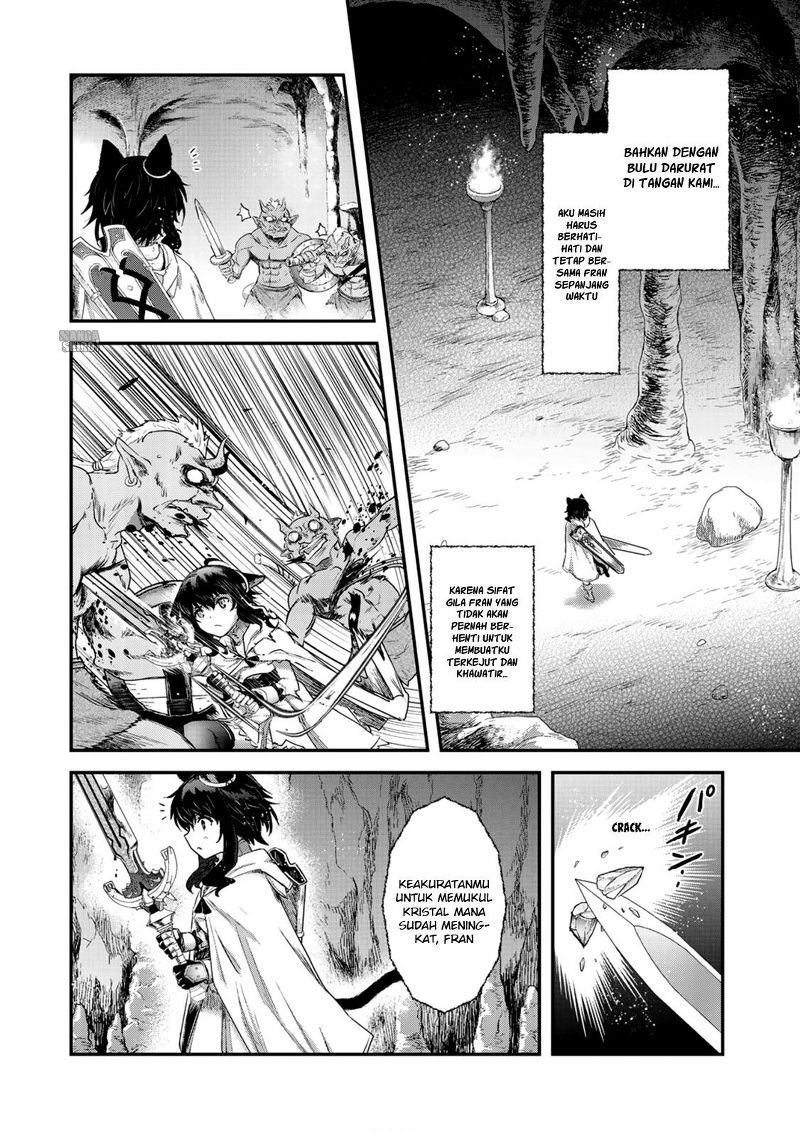 BAHKAN DENGAN
BULU DARURAT
DI TANGAN KAMI...
AKU MASIH
HARUS
BERHATI-
HATI DAN
TETAP BER-
SAMA FRAN
SEPANJANG
WAKTU
KARENA SIFAT
GILA FRAN YANG
TIDAK AKAN
PERNAH BER-
HENTI UNTUK
MEMBUATKU
TERKEJUT DAN
KHAWATIR...
CRACK...
パキン
KEAKURATANMU
UNTUK MEMUKUL
KRISTAL MANA
SUDAH MENING-
KAT, FRAN